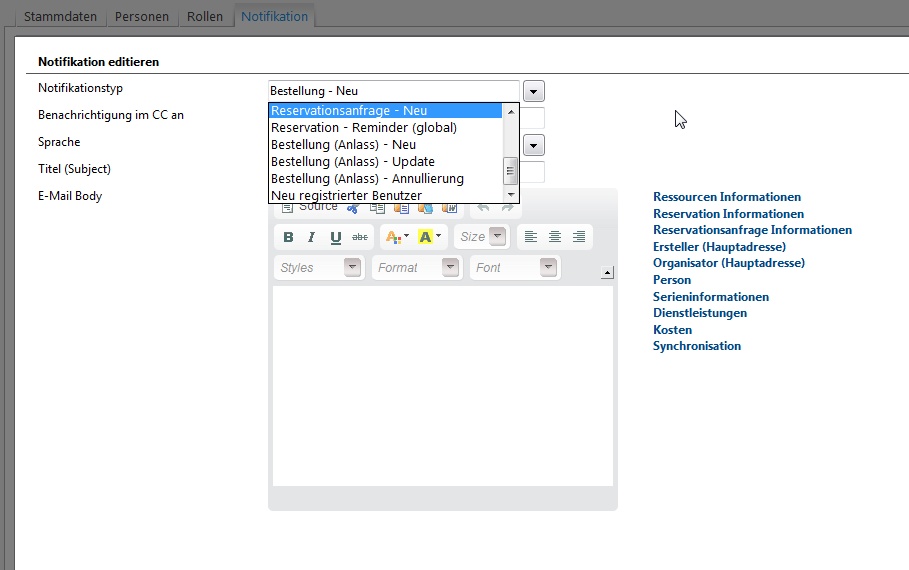 Stammdaten Personen Rollen Notifikation
Notifikation editieren
Notifikationstyp
Bestellung - Neu
Reservationsanfrage - Neu
Reservation - Reminder (global)
Bestellung (Anlass) - Neu
Bestellung (Anlass) - Update
Bestellung (Anlass) - Annullierung
Neu registrierter Benutzer
Benachrichtigung im CC an
Sprache
Titel (Subject)
E-Mail Body
Source
B I U abc A A Size
Styles Format Font
Ressourcen Informationen
Reservation Informationen
Reservationsanfrage Informationen
Ersteller (Hauptadresse)
Organisator (Hauptadresse)
Person
Serieninformationen
Dienstleistungen
Kosten
Synchronisation